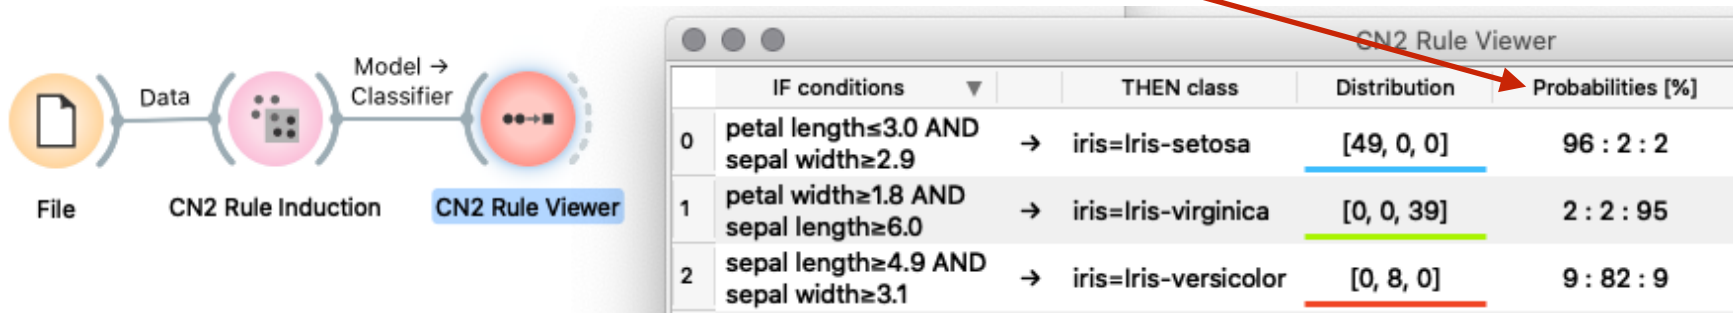 Data
Model →
Classifier
File
CN2 Rule Induction
CN2 Rule Viewer
CN2 Rule Viewer
IF conditions THEN class Distribution Probabilities [%]
0 petal length≤3.0 AND
sepal width≥2.9 → iris=Iris-setosa [49, 0, 0] 96 : 2 : 2
1 petal width≥1.8 AND
sepal length≥6.0 → iris=Iris-virginica [0, 0, 39] 2 : 2 : 95
2 sepal length≥4.9 AND
sepal width≥3.1 → iris=Iris-versicolor [0, 8, 0] 9 : 82 : 9